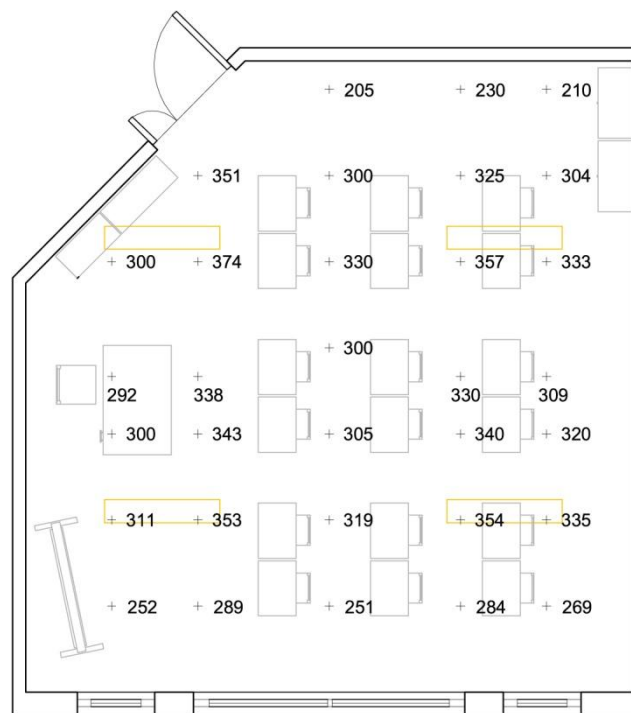 + 205 + 230 + 210
+ 351 + 300 + 325 + 304
+ 300 + 374 + 330 + 357 + 333
+ 300
+ 292 + 338 + 330 + 309
+ 300 + 343 + 305 + 340 + 320
+ 311 + 353 + 319 + 354 + 335
+ 252 + 289 + 251 + 284 + 269